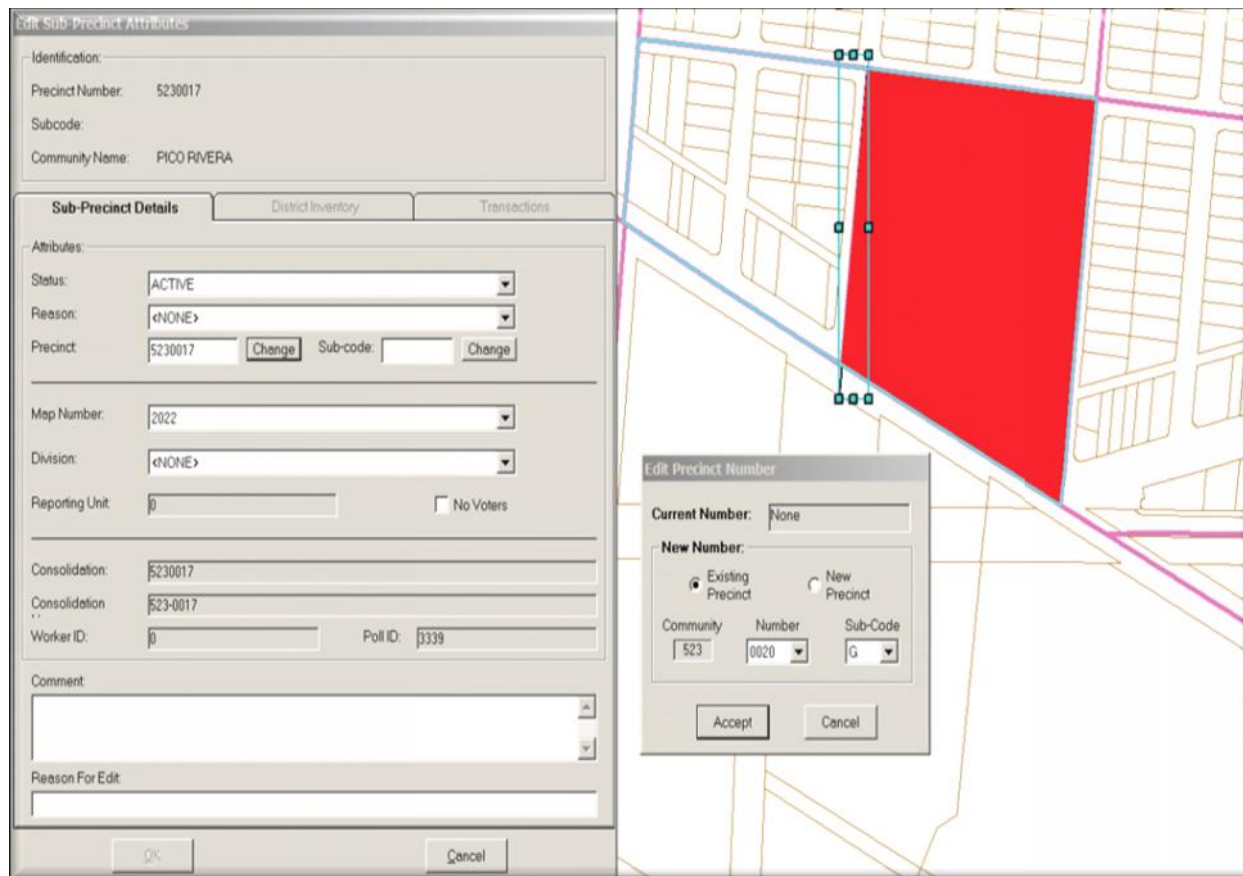 Edit Sub-Precinct Attributes
Identification:
Precinct Number: 5230017
Subcode:
Community Name: PICO RIVERA
Sub-Precinct Details District Inventory Transactions
Attributes:
Status: ACTIVE
Reason: <NONE>
Precinct: 5230017 Change Sub-code: Change
Map Number: 2022
Division: <NONE>
Reporting Unit: 0 No Voters
Consolidation: 5230017
Consolidation 523-0017
Worker ID: 0 Poll ID: 3339
Comment
Reason For Edit
OK Cancel
Edit Precinct Number
Current Number: None
New Number:
Existing Precinct New Precinct
Community Number Sub-Code
523 0020 G
Accept Cancel